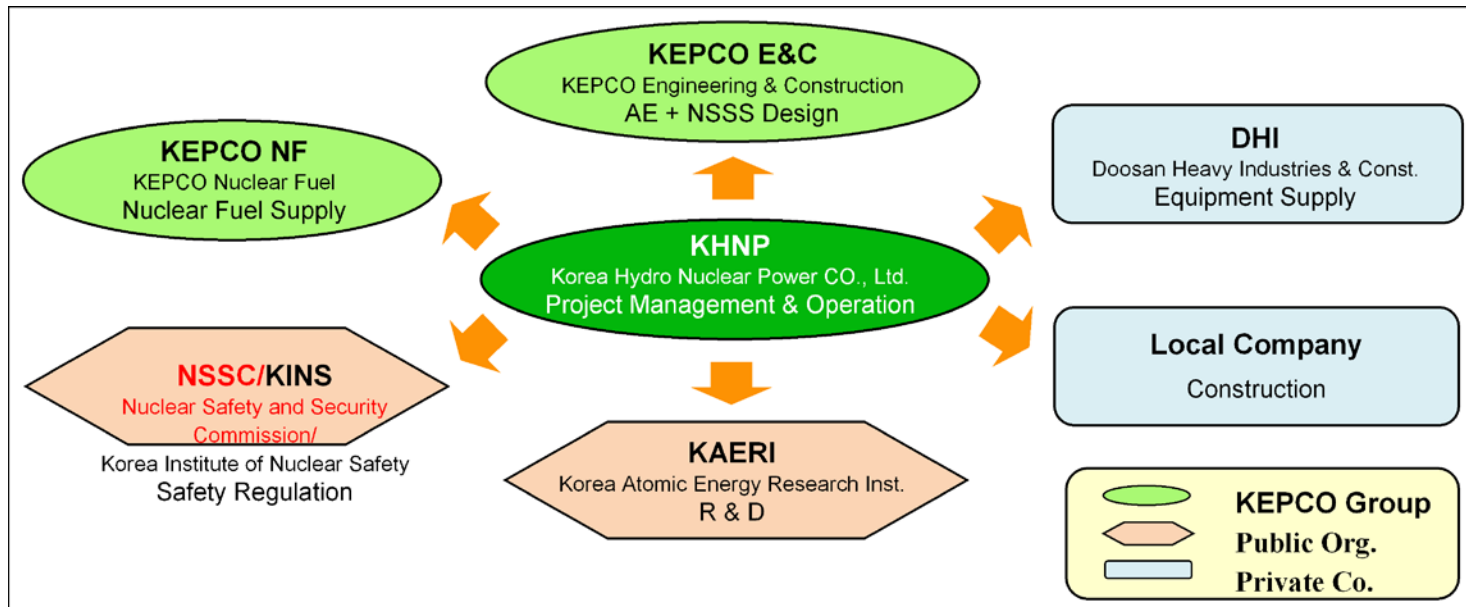 KEPCO E&C
KEPCO Engineering & Construction
AE + NSSS Design
KEPCO NF
KEPCO Nuclear Fuel
Nuclear Fuel Supply
DHI
Doosan Heavy Industries & Const.
Equipment Supply
KHNP
Korea Hydro Nuclear Power CO., Ltd.
Project Management & Operation
NSSC/KINS
Nuclear Safety and Security
Commission/
Korea Institute of Nuclear Safety
Safety Regulation
KAERI
Korea Atomic Energy Research Inst.
R & D
Local Company
Construction
KEPCO Group
Public Org.
Private Co.